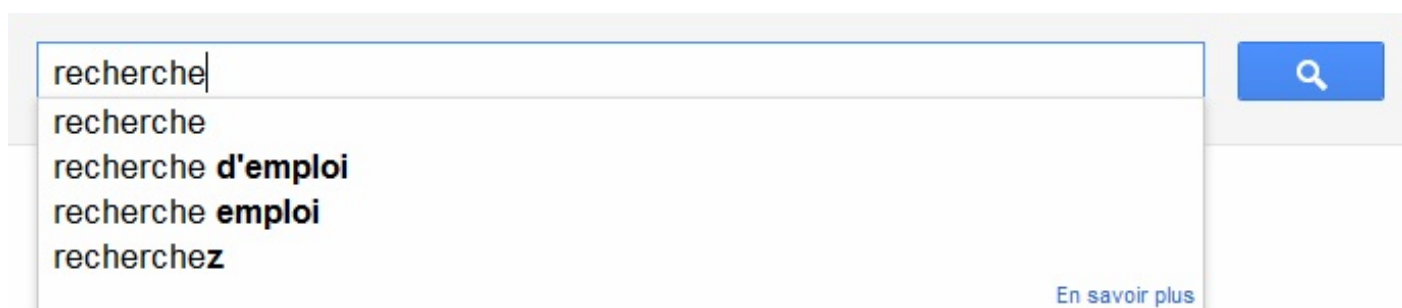 recherche
recherche
recherche d'emploi
recherche emploi
recherchez
En savoir plus